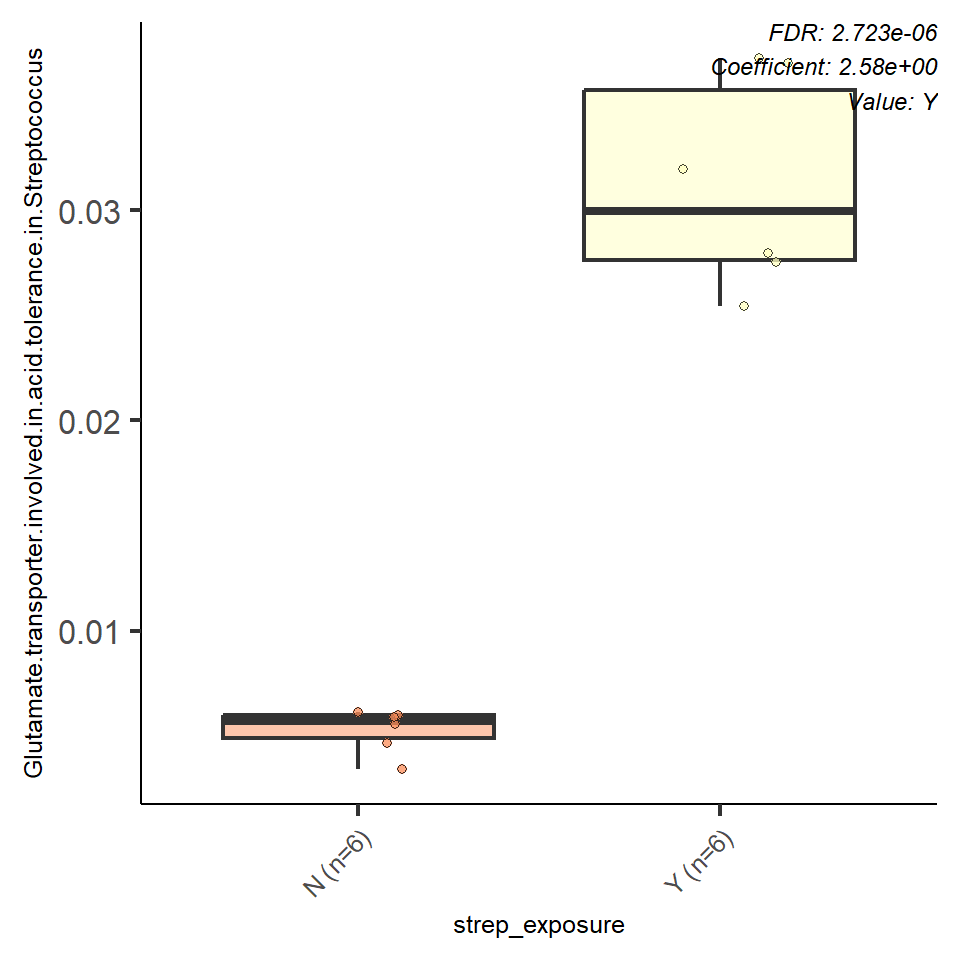 FDR: 2.723e-06
Coefficient: 2.58e+00
Value: Y
Glutamate.transporter.involved.in.acid.tolerance.in.Streptococcus
0.03
0.02
0.01
N (n=6)
Y (n=6)
strep_exposure